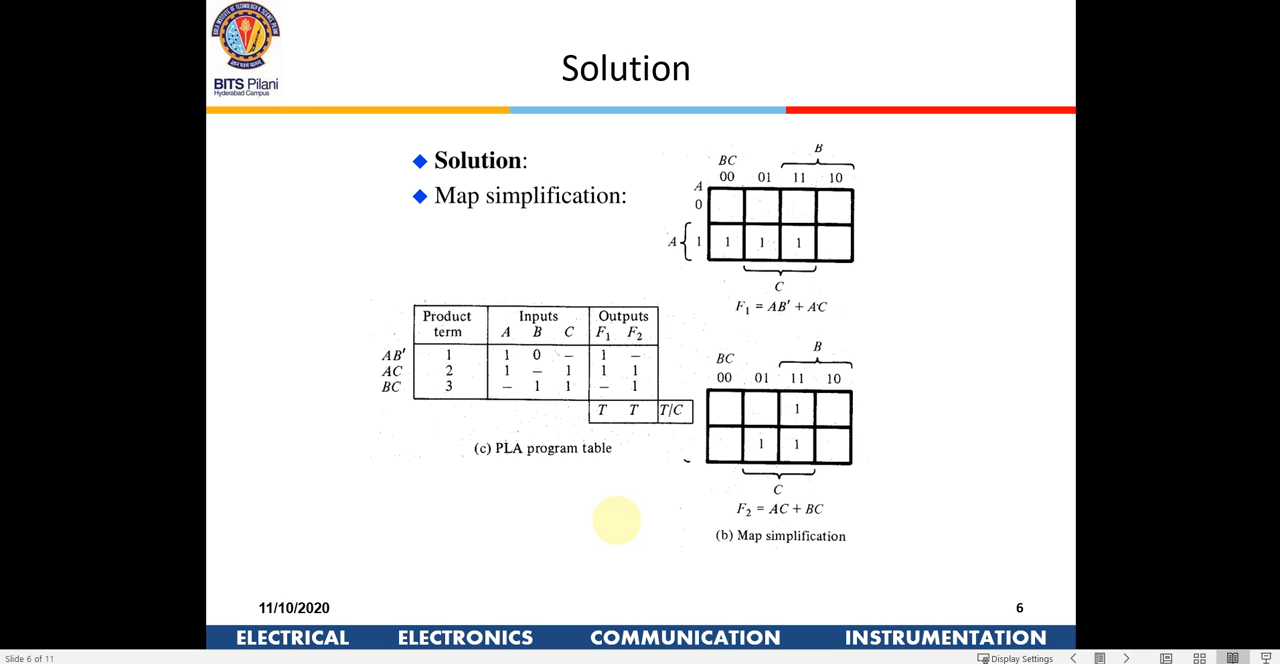 BITS Pilani
Hyderabad Campus
Solution
Solution:
Map simplification:
B
BC
00 01 11 10
A
0
A 1 1 1 1
C
F1 = AB' + AC
Product term Inputs Outputs
A B C F1 F2
AB' 1 1 0 – 1 –
AC 2 1 – 1 1 1
BC 3 – 1 1 – 1
T T T/C
(c) PLA program table
B
BC
00 01 11 10
1
1 1
C
F2 = AC + BC
(b) Map simplification
11/10/2020
6
ELECTRICAL ELECTRONICS COMMUNICATION INSTRUMENTATION
Slide 6 of 11
Display Settings